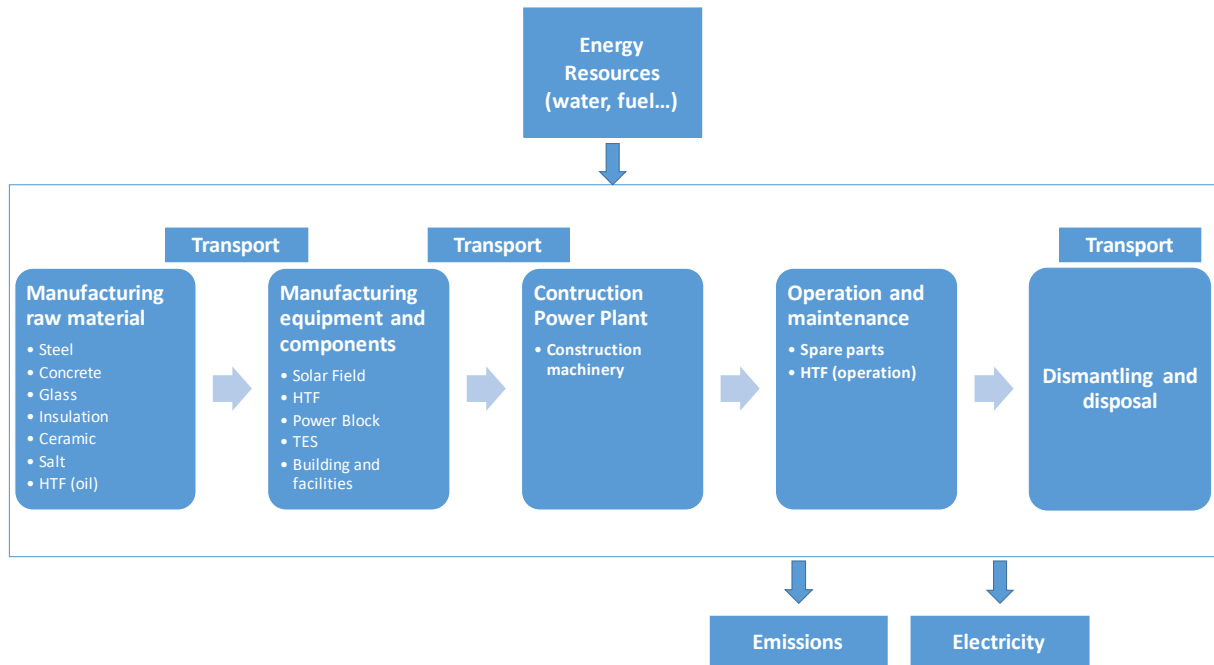 Energy
Resources
(water, fuel…)
Transport
Transport
Transport
Manufacturing
raw material
• Steel
• Concrete
• Glass
• Insulation
• Ceramic
• Salt
• HTF (oil)
Manufacturing
equipment and
components
• Solar Field
• HTF
• Power Block
• TES
• Building and
facilities
Contruction
Power Plant
• Construction
machinery
Operation and
maintenance
• Spare parts
• HTF (operation)
Dismantling and
disposal
Emissions
Electricity